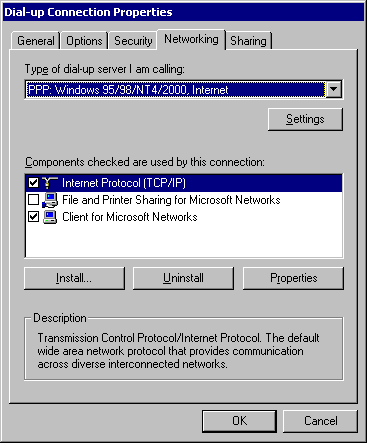 Dial-up Connection Properties
General Options Security Networking Sharing
Type of dial-up server I am calling:
PPP: Windows 95/98/NT4/2000, Internet
Settings
Components checked are used by this connection:
Internet Protocol (TCP/IP)
File and Printer Sharing for Microsoft Networks
Client for Microsoft Networks
Install... Uninstall Properties
Description
Transmission Control Protocol/Internet Protocol. The default
wide area network protocol that provides communication
across diverse interconnected networks.
OK Cancel